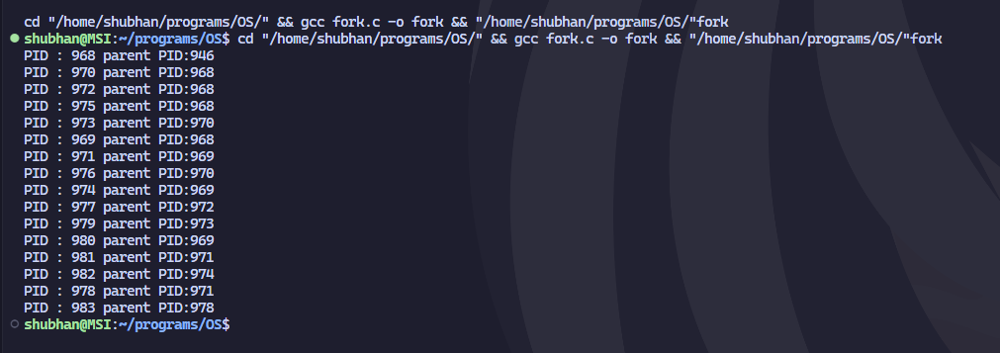 cd "/home/shubhan/programs/OS/" && gcc fork.c -o fork && "/home/shubhan/programs/OS/"fork
shubhan@MSI:~/programs/OS$ cd "/home/shubhan/programs/OS/" && gcc fork.c -o fork && "/home/shubhan/programs/OS/"fork
PID : 968 parent PID:946
PID : 970 parent PID:968
PID : 972 parent PID:968
PID : 975 parent PID:968
PID : 973 parent PID:970
PID : 969 parent PID:968
PID : 971 parent PID:969
PID : 976 parent PID:970
PID : 974 parent PID:969
PID : 977 parent PID:972
PID : 979 parent PID:973
PID : 980 parent PID:969
PID : 981 parent PID:971
PID : 982 parent PID:974
PID : 978 parent PID:971
PID : 983 parent PID:978
shubhan@MSI:~/programs/OS$